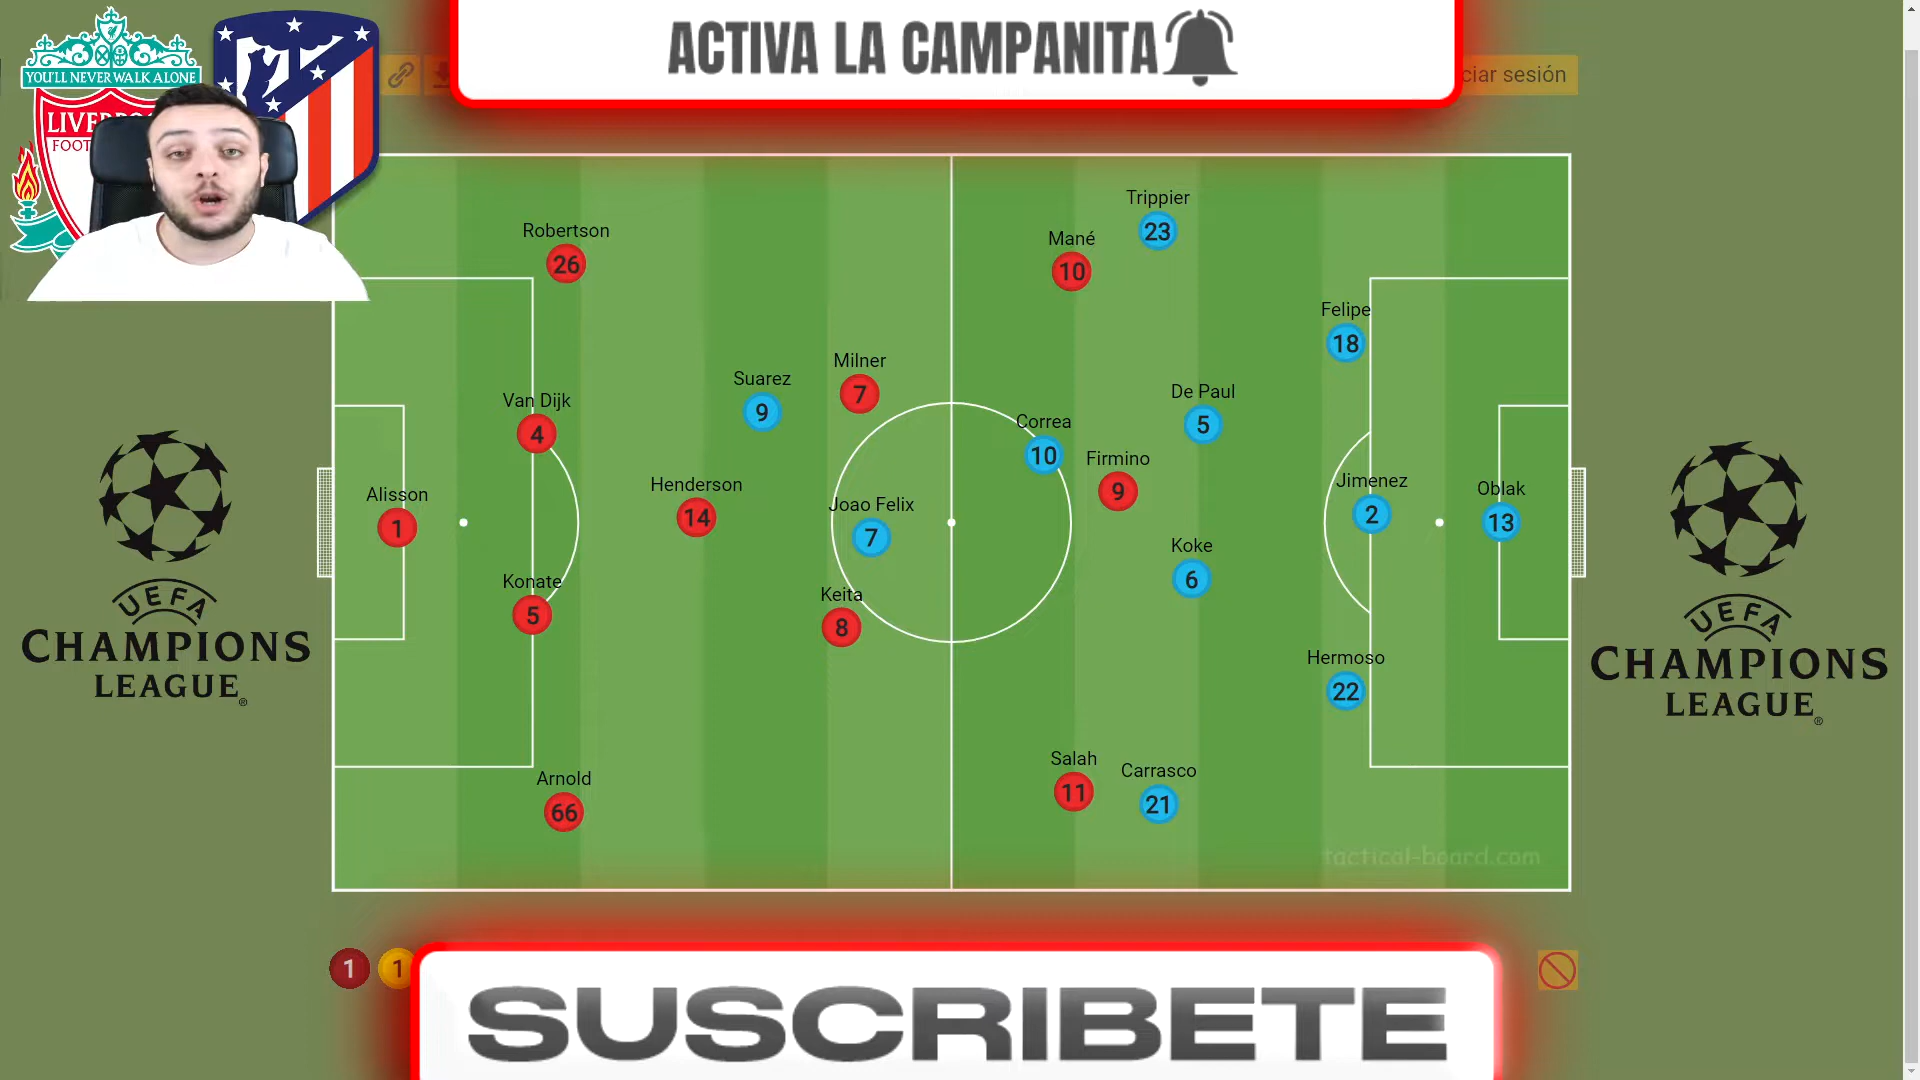 ACTIVA LA CAMPANITA
YOU'LL NEVER WALK ALONE
ciar sesión
Trippier
23
Robertson
26
Mané
10
Felipe
18
Milner
7
Suarez
9
De Paul
5
Van Dijk
4
Correa
10
Firmino
9
Jimenez
2
Henderson
14
Oblak
13
Alisson
1
Joao Felix
7
Koke
6
Konate
5
Keita
8
Hermoso
22
Salah
11
Carrasco
21
Arnold
66
UEFA
CHAMPIONS
LEAGUE®
UEFA
CHAMPIONS
LEAGUE®
tactical-board.com
1
1
SUSCRIBETE